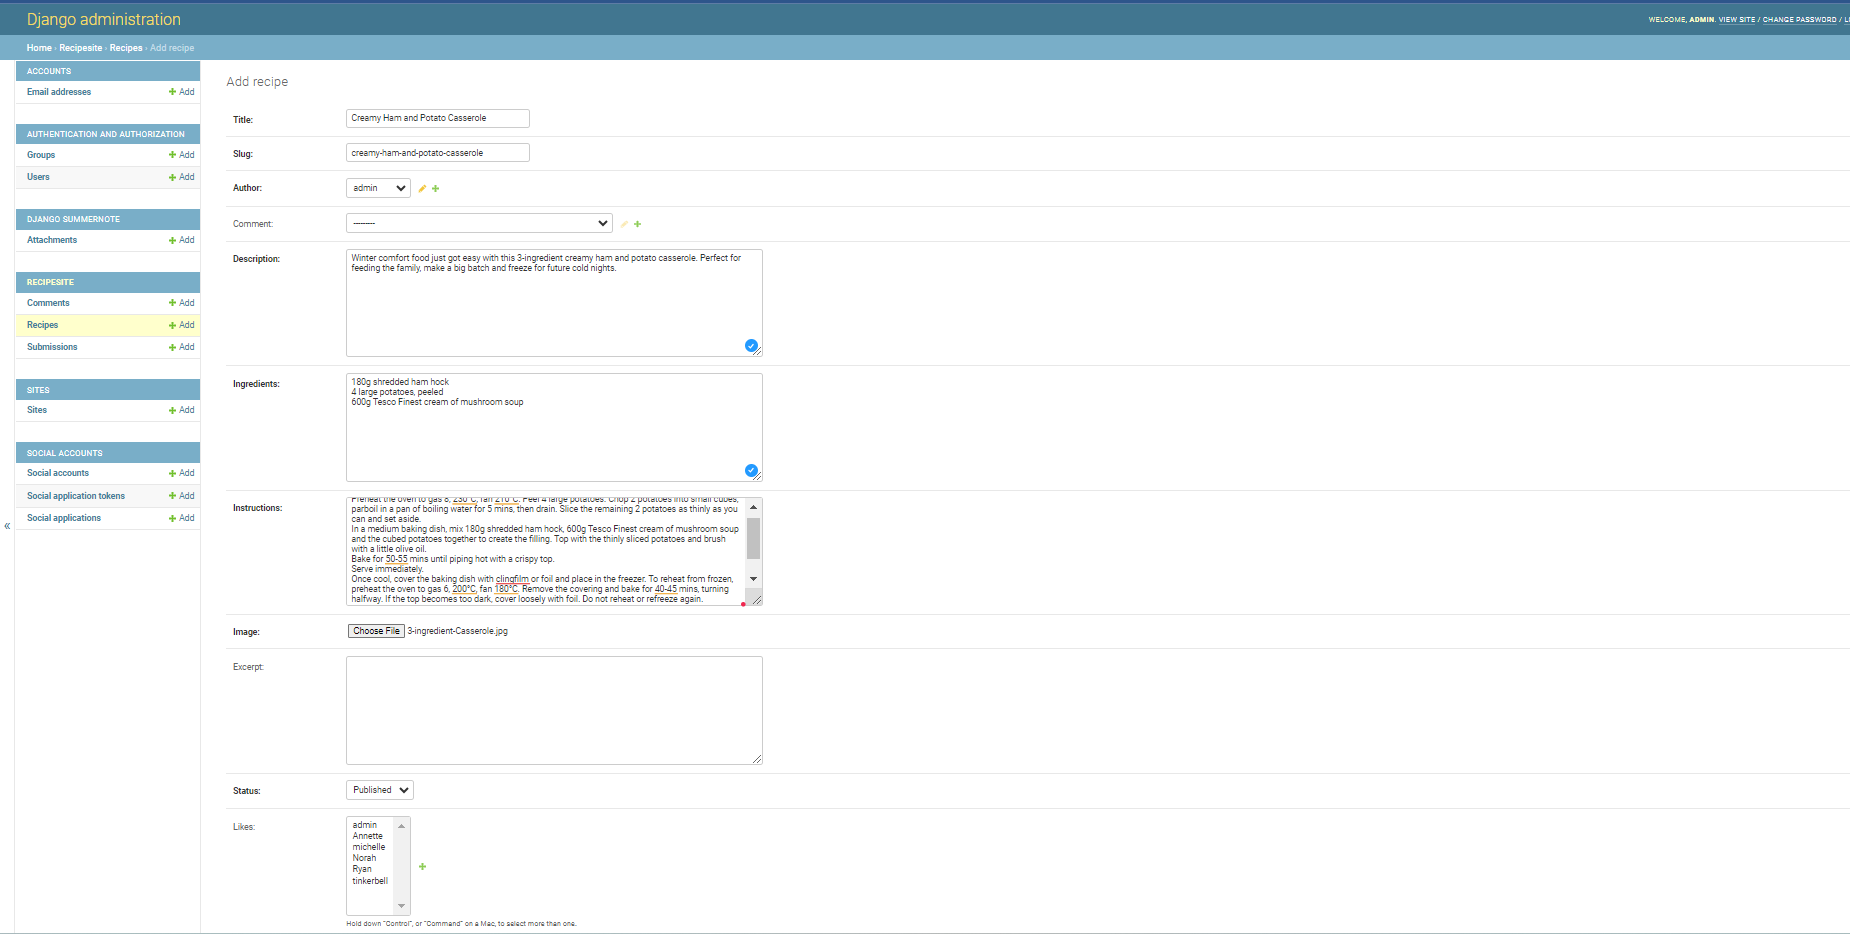 Django administration
WELCOME, ADMIN. VIEW SITE / CHANGE PASSWORD /
Home › Recipesite › Recipes › Add recipe
ACCOUNTS
Email addresses
Add
AUTHENTICATION AND AUTHORIZATION
Groups
Add
Users
Add
DJANGO SUMMERNOTE
Attachments
Add
RECIPESITE
Comments
Add
Recipes
Add
Submissions
Add
SITES
Sites
Add
SOCIAL ACCOUNTS
Social accounts
Add
Social application tokens
Add
Social applications
Add
«
Add recipe
Title:
Creamy Ham and Potato Casserole
Slug:
creamy-ham-and-potato-casserole
Author:
admin
Comment:
---------
Description:
Winter comfort food just got easy with this 3-ingredient creamy ham and potato casserole. Perfect for
feeding the family, make a big batch and freeze for future cold nights.
Ingredients:
180g shredded ham hock
4 large potatoes, peeled
600g Tesco Finest cream of mushroom soup
Instructions:
Preheat the oven to gas 8, 230°C, fan 210°C. Peel 4 large potatoes. Chop 2 potatoes into small cubes,
parboil in a pan of boiling water for 5 mins, then drain. Slice the remaining 2 potatoes as thinly as you
can and set aside.
In a medium baking dish, mix 180g shredded ham hock, 600g Tesco Finest cream of mushroom soup
and the cubed potatoes together to create the filling. Top with the thinly sliced potatoes and brush
with a little olive oil.
Bake for 50-55 mins until piping hot with a crispy top.
Serve immediately.
Once cool, cover the baking dish with clingfilm or foil and place in the freezer. To reheat from frozen,
preheat the oven to gas 6, 200°C, fan 180°C. Remove the covering and bake for 40-45 mins, turning
halfway. If the top becomes too dark, cover loosely with foil. Do not reheat or refreeze again.
Image:
Choose File 3-ingredient-Casserole.jpg
Excerpt:
Status:
Published
Likes:
admin
Annette
michelle
Norah
Ryan
tinkerbell
Hold down "Control", or "Command" on a Mac, to select more than one.